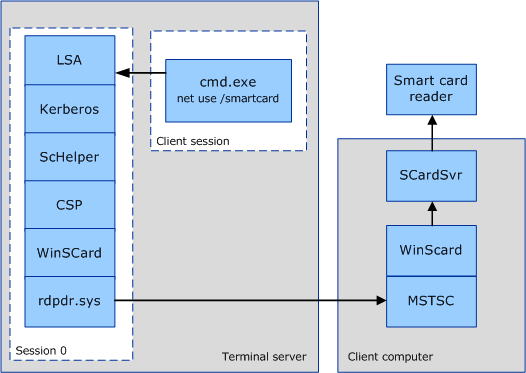 LSA
Kerberos
ScHelper
CSP
WinSCard
rdpdr.sys
Session 0
cmd.exe
net use /smartcard
Client session
Terminal server
Smart card
reader
SCardSvr
WinScard
MSTSC
Client computer